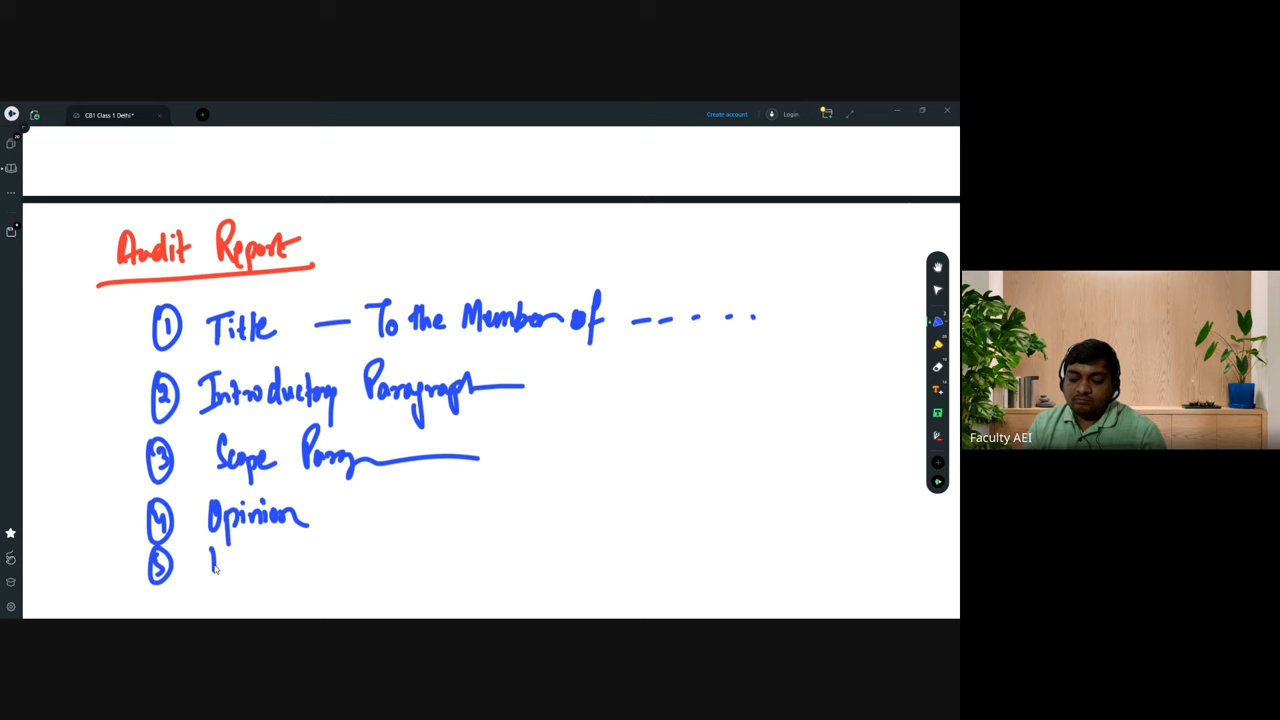 CB1 Class 1 Delhi*
Create account
Login
Audit Report
① Title — To the Member of ------
② Introductory Paragraph
③ Scope Para
④ Opinion
⑤
Faculty AEI